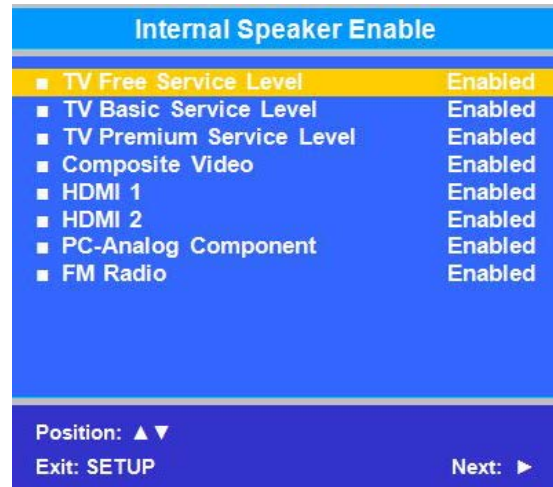 Internal Speaker Enable
■ TV Free Service Level Enabled
■ TV Basic Service Level Enabled
■ TV Premium Service Level Enabled
■ Composite Video Enabled
■ HDMI 1 Enabled
■ HDMI 2 Enabled
■ PC-Analog Component Enabled
■ FM Radio Enabled
Position: ▲▼
Exit: SETUP Next: ►